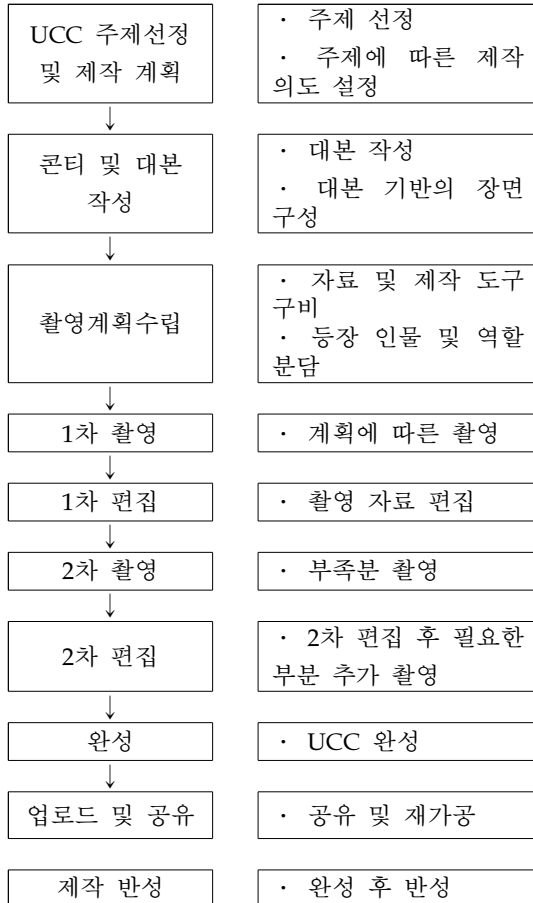 UCC 주제선정
및 제작 계획
· 주제 선정
· 주제에 따른 제작
의도 설정
↓
콘티 및 대본
작성
· 대본 작성
· 대본 기반의 장면
구성
↓
촬영계획수립
· 자료 및 제작 도구
구비
· 등장 인물 및 역할
분담
↓
1차 촬영
· 계획에 따른 촬영
↓
1차 편집
· 촬영 자료 편집
↓
2차 촬영
· 부족분 촬영
↓
2차 편집
· 2차 편집 후 필요한
부분 추가 촬영
↓
완성
· UCC 완성
↓
업로드 및 공유
· 공유 및 재가공
제작 반성
· 완성 후 반성